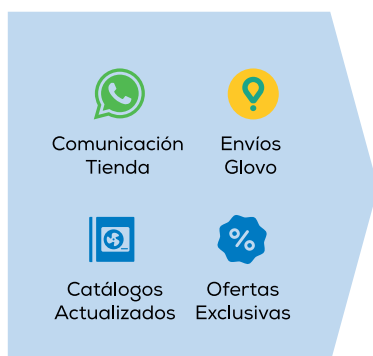 Comunicación
Tienda
Envíos
Glovo
%
Catálogos
Actualizados
Ofertas
Exclusivas